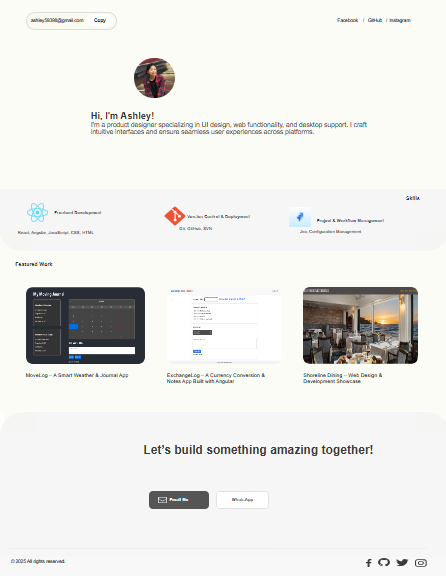 ashley58398@gmail.com Copy
Facebook / GitHub / Instagram
Hi, I'm Ashley!
I'm a product designer specializing in UI design, web functionality, and desktop support. I craft
intuitive interfaces and ensure seamless user experiences across platforms.
Skills
Frontend Development
React, Angular, JavaScript, CSS, HTML
Version Control & Deployment
Git, GitHub, SVN
Project & Workflow Management
Jira, Configuration Management
Featured Work
My Moving Journal
MoveLog – A Smart Weather & Journal App
ExchangeLog – A Currency Conversion &
Notes App Built with Angular
Shoreline Dining – Web Design &
Development Showcase
Let's build something amazing together!
Email Me
WhatsApp
© 2025 All rights reserved.